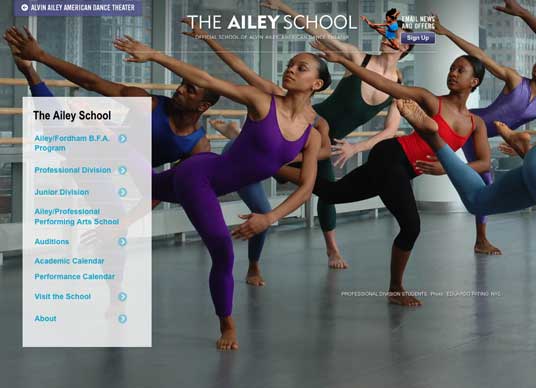 ALVIN AILEY AMERICAN DANCE THEATER
THE AILEY SCHOOL
OFFICIAL SCHOOL OF ALVIN AILEY AMERICAN DANCE THEATER
EMAIL NEWS
AND OFFERS
Sign Up
The Ailey School
Ailey/Fordham B.F.A.
Program
Professional Division
Junior Division
Ailey/Professional
Performing Arts School
Auditions
Academic Calendar
Performance Calendar
Visit the School
About
PROFESSIONAL DIVISION STUDENTS. Photo: EDUARDO PATINO, NYC